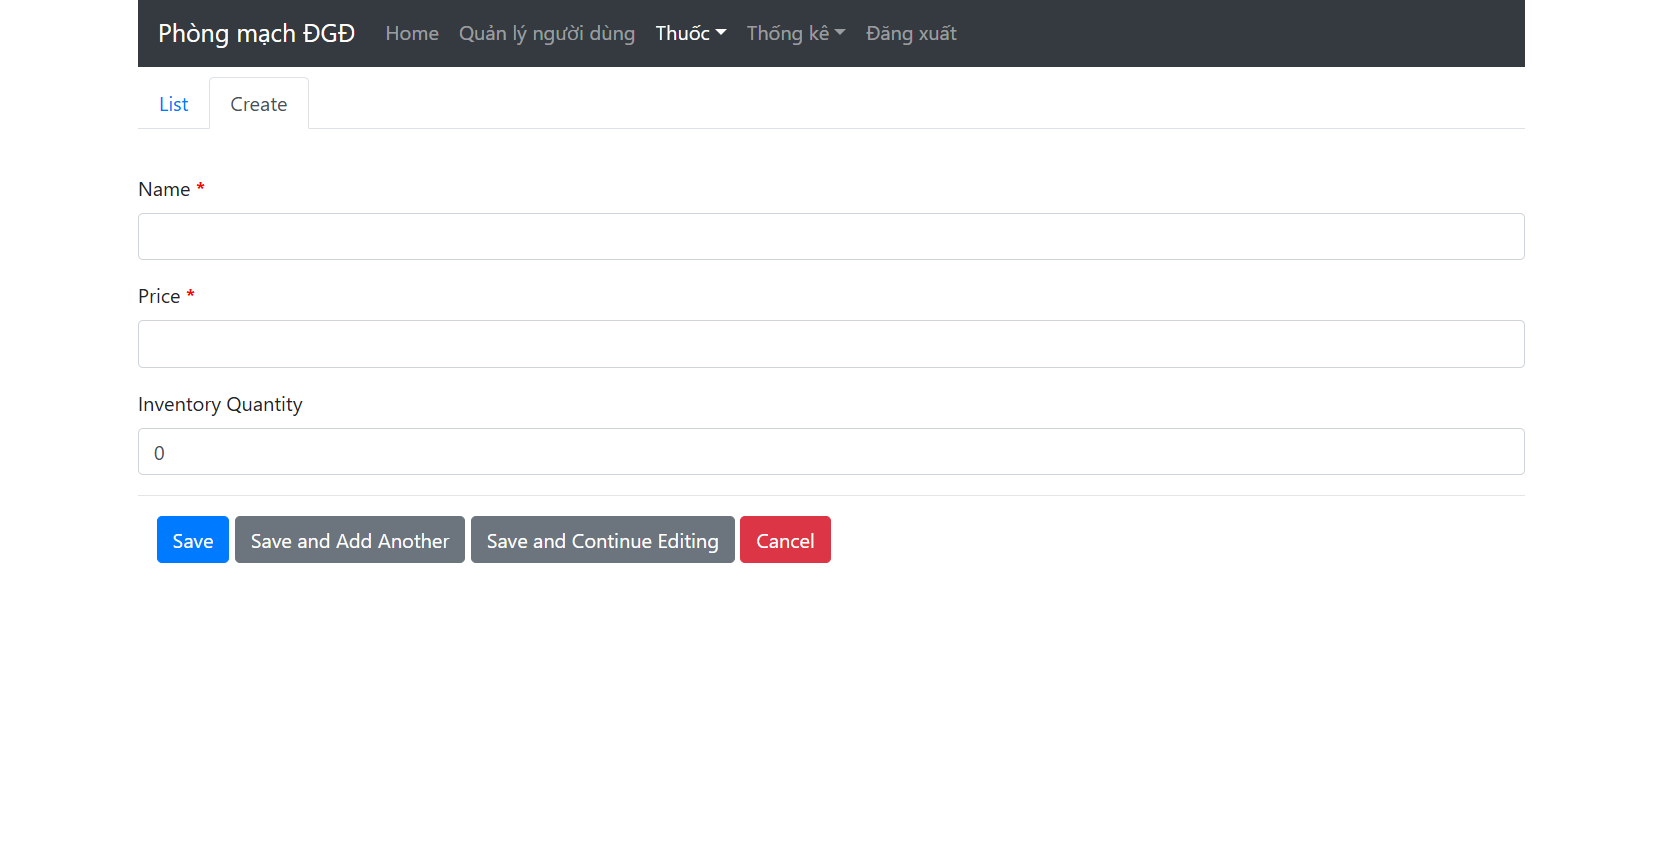 Phòng mạch ĐGĐ Home Quản lý người dùng Thuốc Thống kê Đăng xuất
List Create
Name *
Price *
Inventory Quantity
0
Save Save and Add Another Save and Continue Editing Cancel